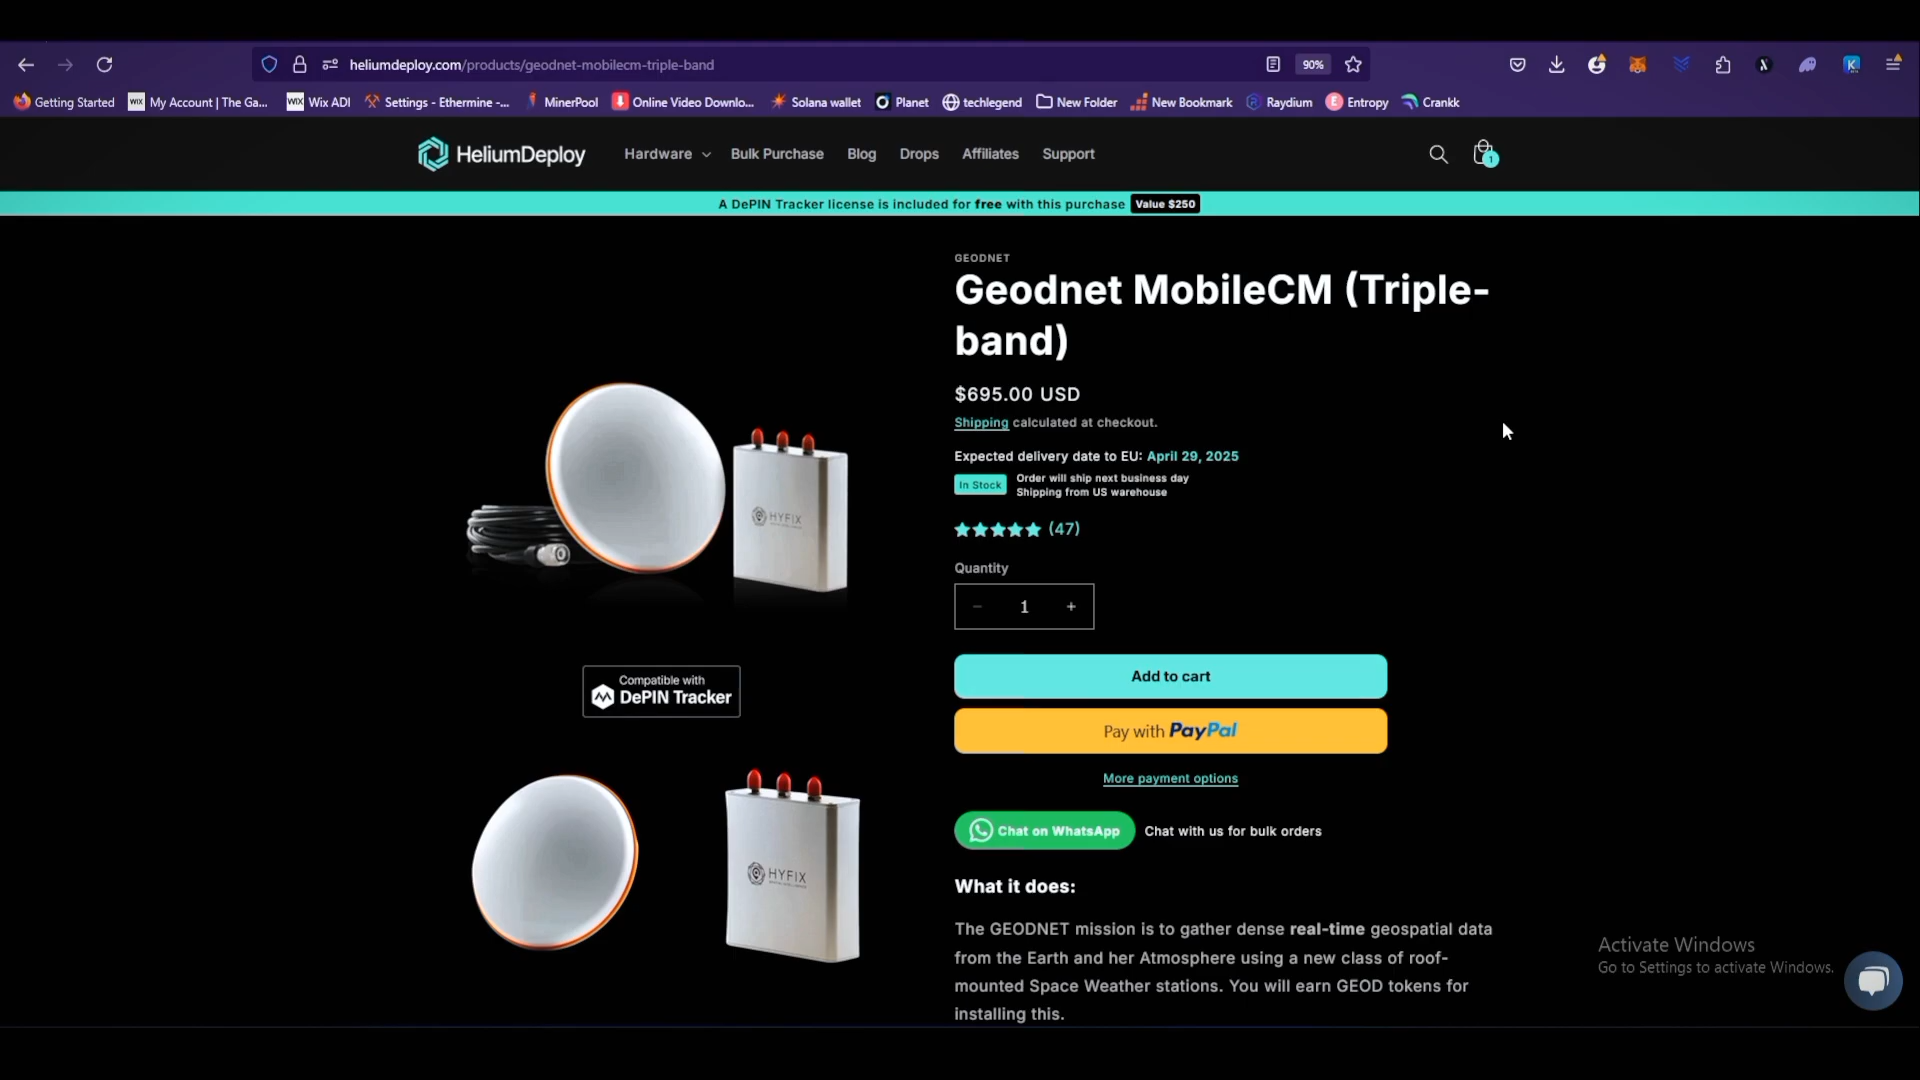 heliumdeploy.com/products/geodnet-mobilecm-triple-band
90%
Getting Started
WIX
My Account | The Ga...
WIX
Wix ADI
Settings - Ethermine -...
MinerPool
Online Video Downlo...
Solana wallet
Planet
techlegend
New Folder
New Bookmark
Raydium
Entropy
Crankk
HeliumDeploy
Hardware
Bulk Purchase
Blog
Drops
Affiliates
Support
1
A DePIN Tracker license is included for free with this purchase Value $250
GEODNET
Geodnet MobileCM (Triple-
band)
$695.00 USD
Shipping calculated at checkout.
Expected delivery date to EU: April 29, 2025
In Stock
Order will ship next business day
Shipping from US warehouse
(47)
Quantity
− 1 +
Add to cart
Pay with PayPal
More payment options
Chat on WhatsApp
Chat with us for bulk orders
What it does:
The GEODNET mission is to gather dense real-time geospatial data
from the Earth and her Atmosphere using a new class of roof-
mounted Space Weather stations. You will earn GEOD tokens for
installing this.
HYFIX
Compatible with
DePIN Tracker
HYFIX
Activate Windows
Go to Settings to activate Windows.